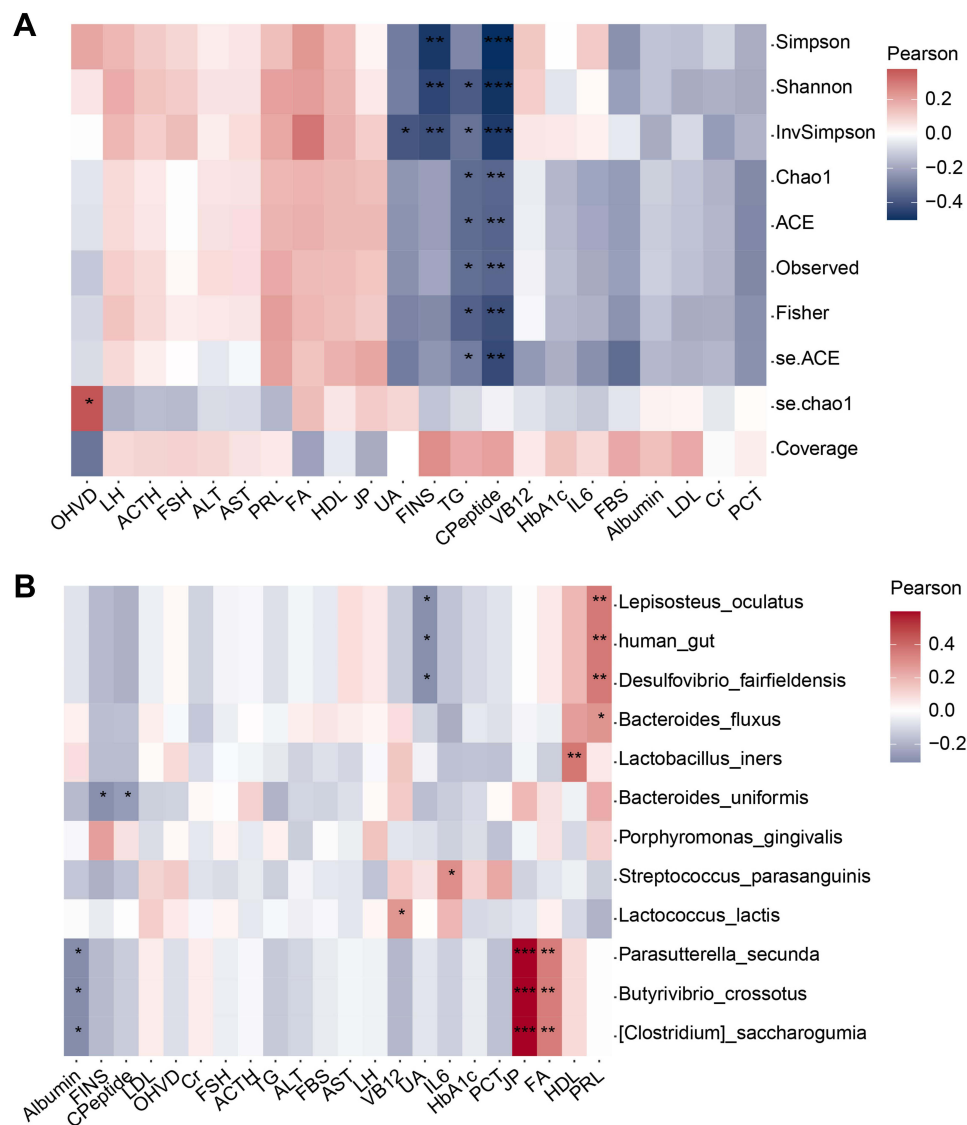 A
Pearson
0.2
0.0
−0.2
−0.4
** *** Simpson
** * *** Shannon
* ** * *** InvSimpson
* ** Chao1
* ** ACE
* ** Observed
* ** Fisher
* ** se.ACE
* se.chao1
Coverage
OHVD LH ACTH FSH ALT AST PRL FA HDL JP UA FINS TG CPeptide VB12 HbA1c IL6 FBS Albumin LDL Cr PCT
B
Pearson
0.4
0.2
0.0
−0.2
* ** Lepisosteus_oculatus
* ** human_gut
* ** Desulfovibrio_fairfieldensis
* Bacteroides_fluxus
** Lactobacillus_iners
* * Bacteroides_uniformis
Porphyromonas_gingivalis
* Streptococcus_parasanguinis
* Lactococcus_lactis
* *** ** Parasutterella_secunda
* *** ** Butyrivibrio_crossotus
* *** ** [Clostridium]_saccharogumia
Albumin FINS CPeptide LDL OHVD Cr FSH ACTH TG ALT FBS AST LH VB12 UA IL6 HbA1c PCT JP FA HDL PRL